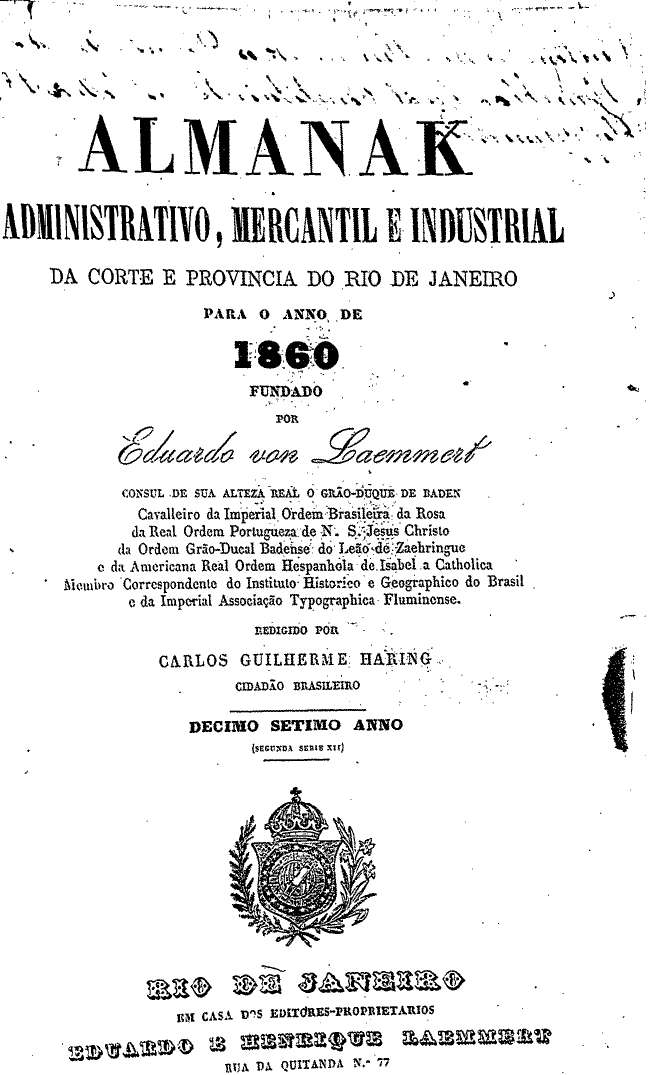 ALMANAK
ADMINISTRATIVO, MERCANTIL E INDUSTRIAL
DA CORTE E PROVINCIA DO RIO DE JANEIRO
PARA O ANNO DE
1860
FUNDADO
POR
Eduardo von Laemmert
CONSUL DE SUA ALTEZA REAL O GRÃO-DUQUE DE BADEN
Cavalleiro da Imperial Ordem Brasileira da Rosa
da Real Ordem Portugueza de N. S. Jesus Christo
da Ordem Grão-Ducal Badense do Leão de Zaehringue
e da Americana Real Ordem Hespanhola de Isabel a Catholica
Membro Correspondente do Instituto Historico e Geographico do Brasil
e da Imperial Associação Typographica Fluminense.
REDIGIDO POR
CARLOS GUILHERME HARING
CIDADÃO BRASILEIRO
DECIMO SETIMO ANNO
(SEGUNDA SERIE XII)
RIO DE JANEIRO
EM CASA DOS EDITORES-PROPRIETARIOS
EDUARDO E HENRIQUE LAEMMERT
RUA DA QUITANDA N.º 77